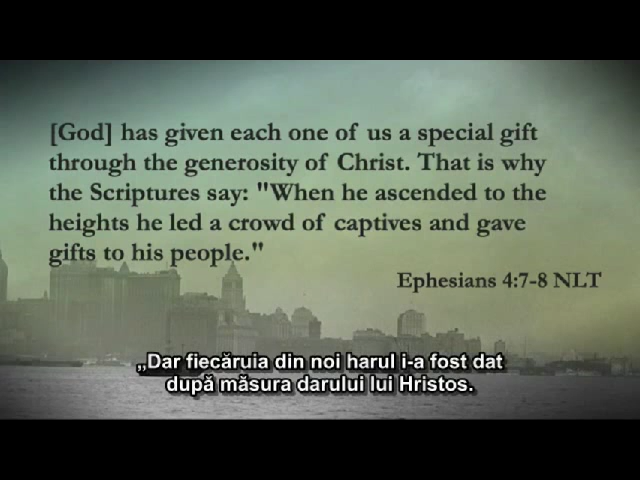 [God] has given each one of us a special gift
through the generosity of Christ. That is why
the Scriptures say: "When he ascended to the
heights he led a crowd of captives and gave
gifts to his people."
Ephesians 4:7-8 NLT
„Dar fiecăruia din noi harul i-a fost dat
după măsura darului lui Hristos.